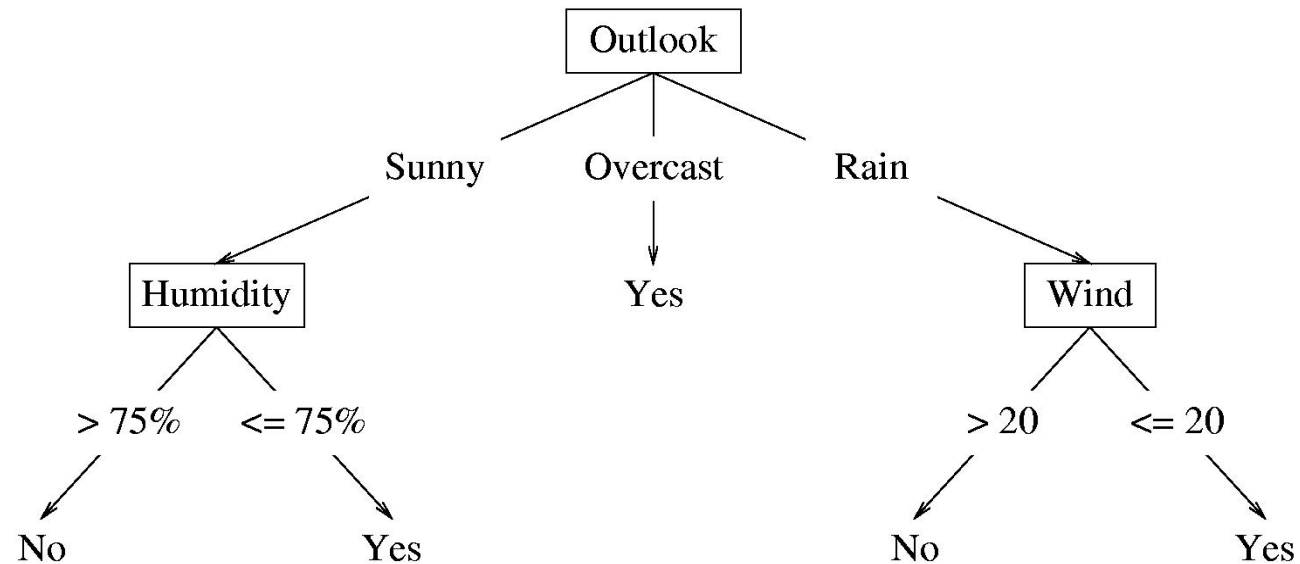 Outlook
Sunny Overcast Rain
Humidity Yes Wind
> 75% <= 75% > 20 <= 20
No Yes No Yes